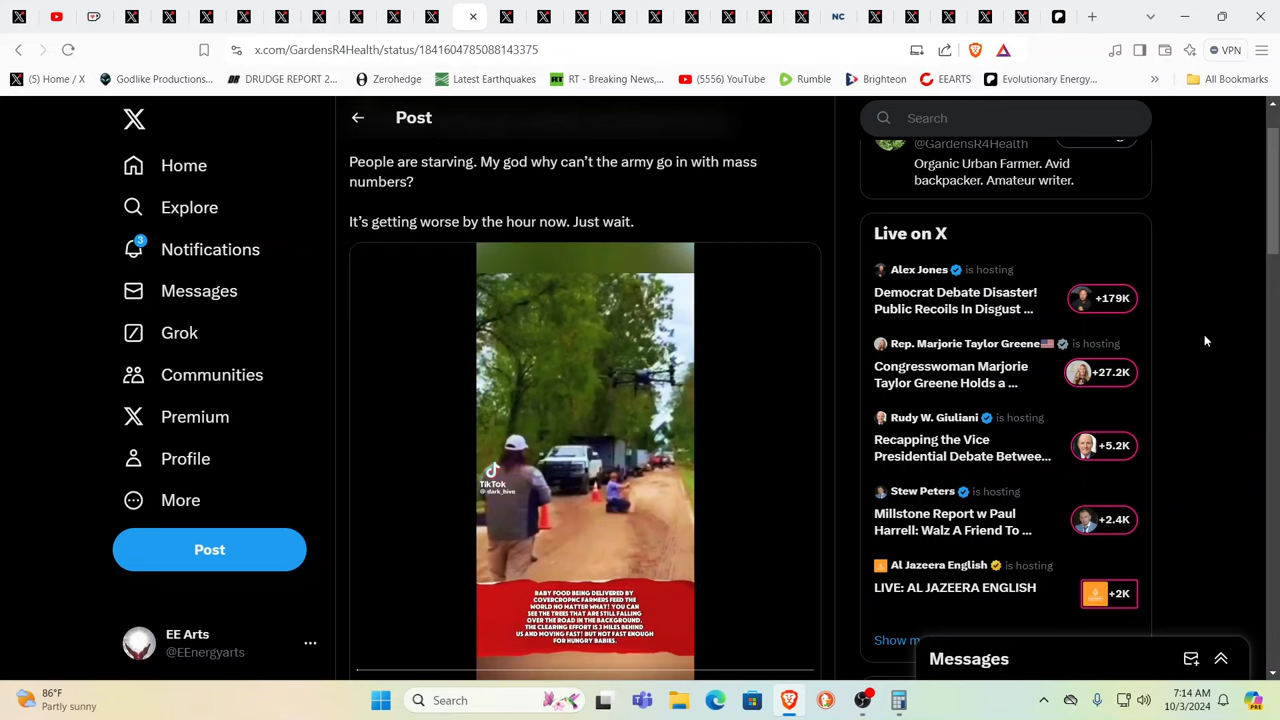 NC
x.com/GardensR4Health/status/1841604785088143375
VPN
(5) Home / X
Godlike Productions...
DRUDGE REPORT 2...
Zerohedge
Latest Earthquakes
RT - Breaking News,...
(5556) YouTube
Rumble
Brighteon
EEARTS
Evolutionary Energy...
All Bookmarks
Home
Explore
3
Notifications
Messages
Grok
Communities
Premium
Profile
More
Post
EE Arts
@EEnergyarts
Post
People are starving. My god why can't the army go in with mass
numbers?
It's getting worse by the hour now. Just wait.
TikTok
@dark_hive
BABY FOOD BEING DELIVERED BY
COVERCROPNC FARMERS FEED THE
WORLD NO MATTER WHAT! YOU CAN
SEE THE TREES THAT ARE STILL FALLING
OVER THE ROAD IN THE BACKGROUND.
THE CLEARING EFFORT IS 3 MILES BEHIND
US AND MOVING FAST! BUT NOT FAST ENOUGH
FOR HUNGRY BABIES.
Search
@GardensR4Health
Organic Urban Farmer. Avid
backpacker. Amateur writer.
Live on X
Alex Jones is hosting
Democrat Debate Disaster!
Public Recoils In Disgust ...
+179K
Rep. Marjorie Taylor Greene is hosting
Congresswoman Marjorie
Taylor Greene Holds a ...
+27.2K
Rudy W. Giuliani is hosting
Recapping the Vice
Presidential Debate Betwee...
+5.2K
Stew Peters is hosting
Millstone Report w Paul
Harrell: Walz A Friend To ...
+2.4K
Al Jazeera English is hosting
LIVE: AL JAZEERA ENGLISH
+2K
Show
Messages
86°F
Partly sunny
Search
7:14 AM
10/3/2024
PRE